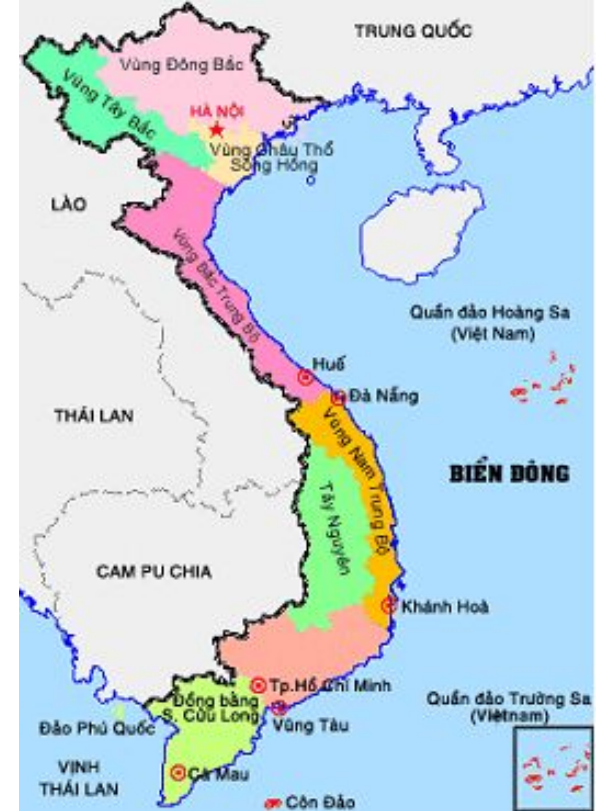 TRUNG QUỐC
Vùng Đông Bắc
Vùng Tây Bắc
HÀ NỘI
Vùng Châu Thổ
Sông Hồng
LÀO
Vùng Bắc Trung Bộ
Quần đảo Hoàng Sa
(Việt Nam)
Huế
Đà Nẵng
THÁI LAN
Vùng Nam Trung Bộ
BIỂN ĐÔNG
Tây Nguyên
CAM PU CHIA
Khánh Hoà
Tp.Hồ Chí Minh
Quần đảo Trường Sa
(Việtnam)
Đồng bằng
S. Cửu Long
Vũng Tàu
Đảo Phú Quốc
VỊNH
THÁI LAN
Cà Mau
Côn Đảo